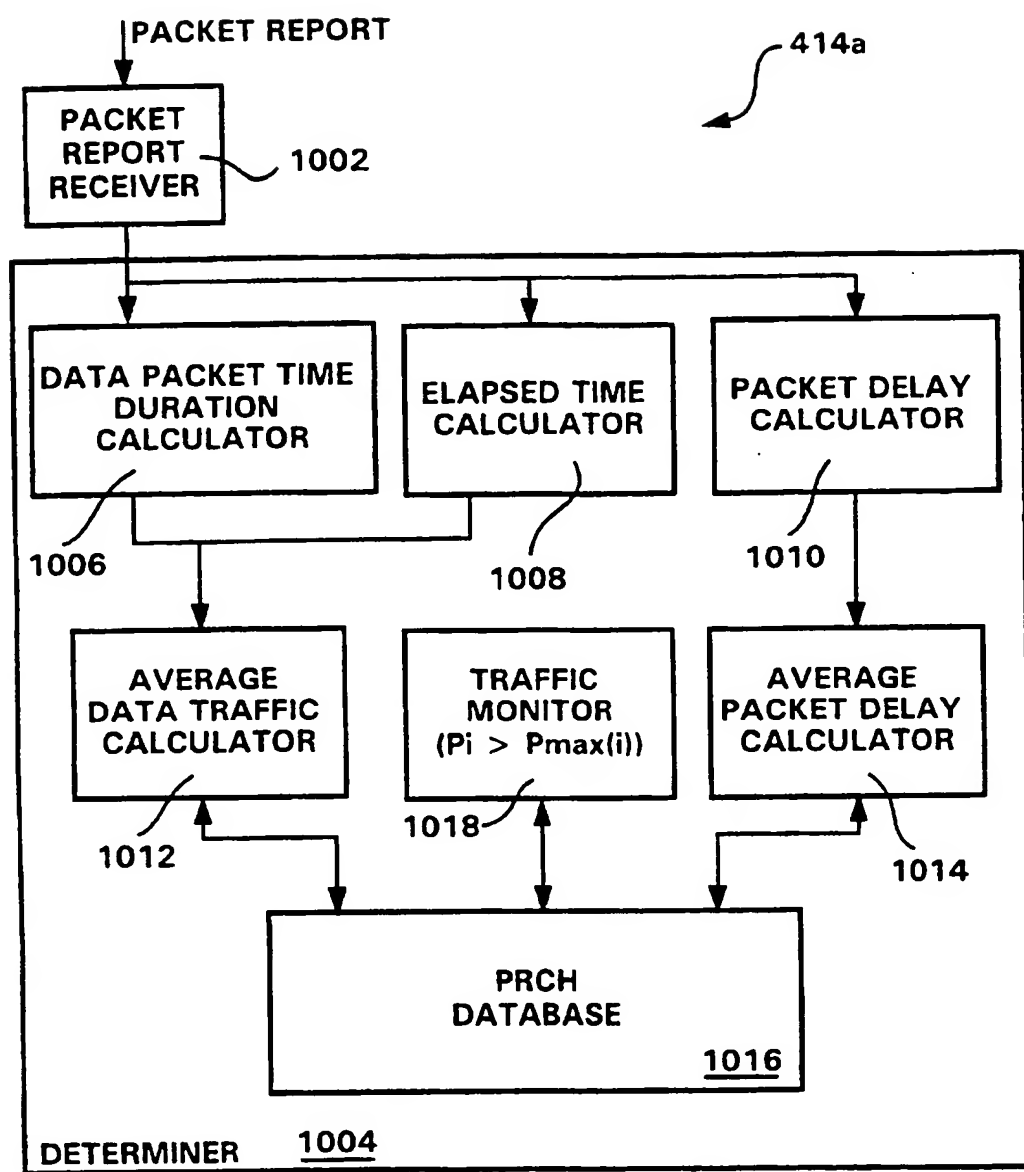 PACKET REPORT
414a
PACKET
REPORT
RECEIVER
1002
DATA PACKET TIME
DURATION
CALCULATOR
1006
ELAPSED TIME
CALCULATOR
1008
PACKET DELAY
CALCULATOR
1010
AVERAGE
DATA TRAFFIC
CALCULATOR
1012
TRAFFIC
MONITOR
(Pi > Pmax(i))
1018
AVERAGE
PACKET DELAY
CALCULATOR
1014
PRCH
DATABASE
1016
DETERMINER 1004